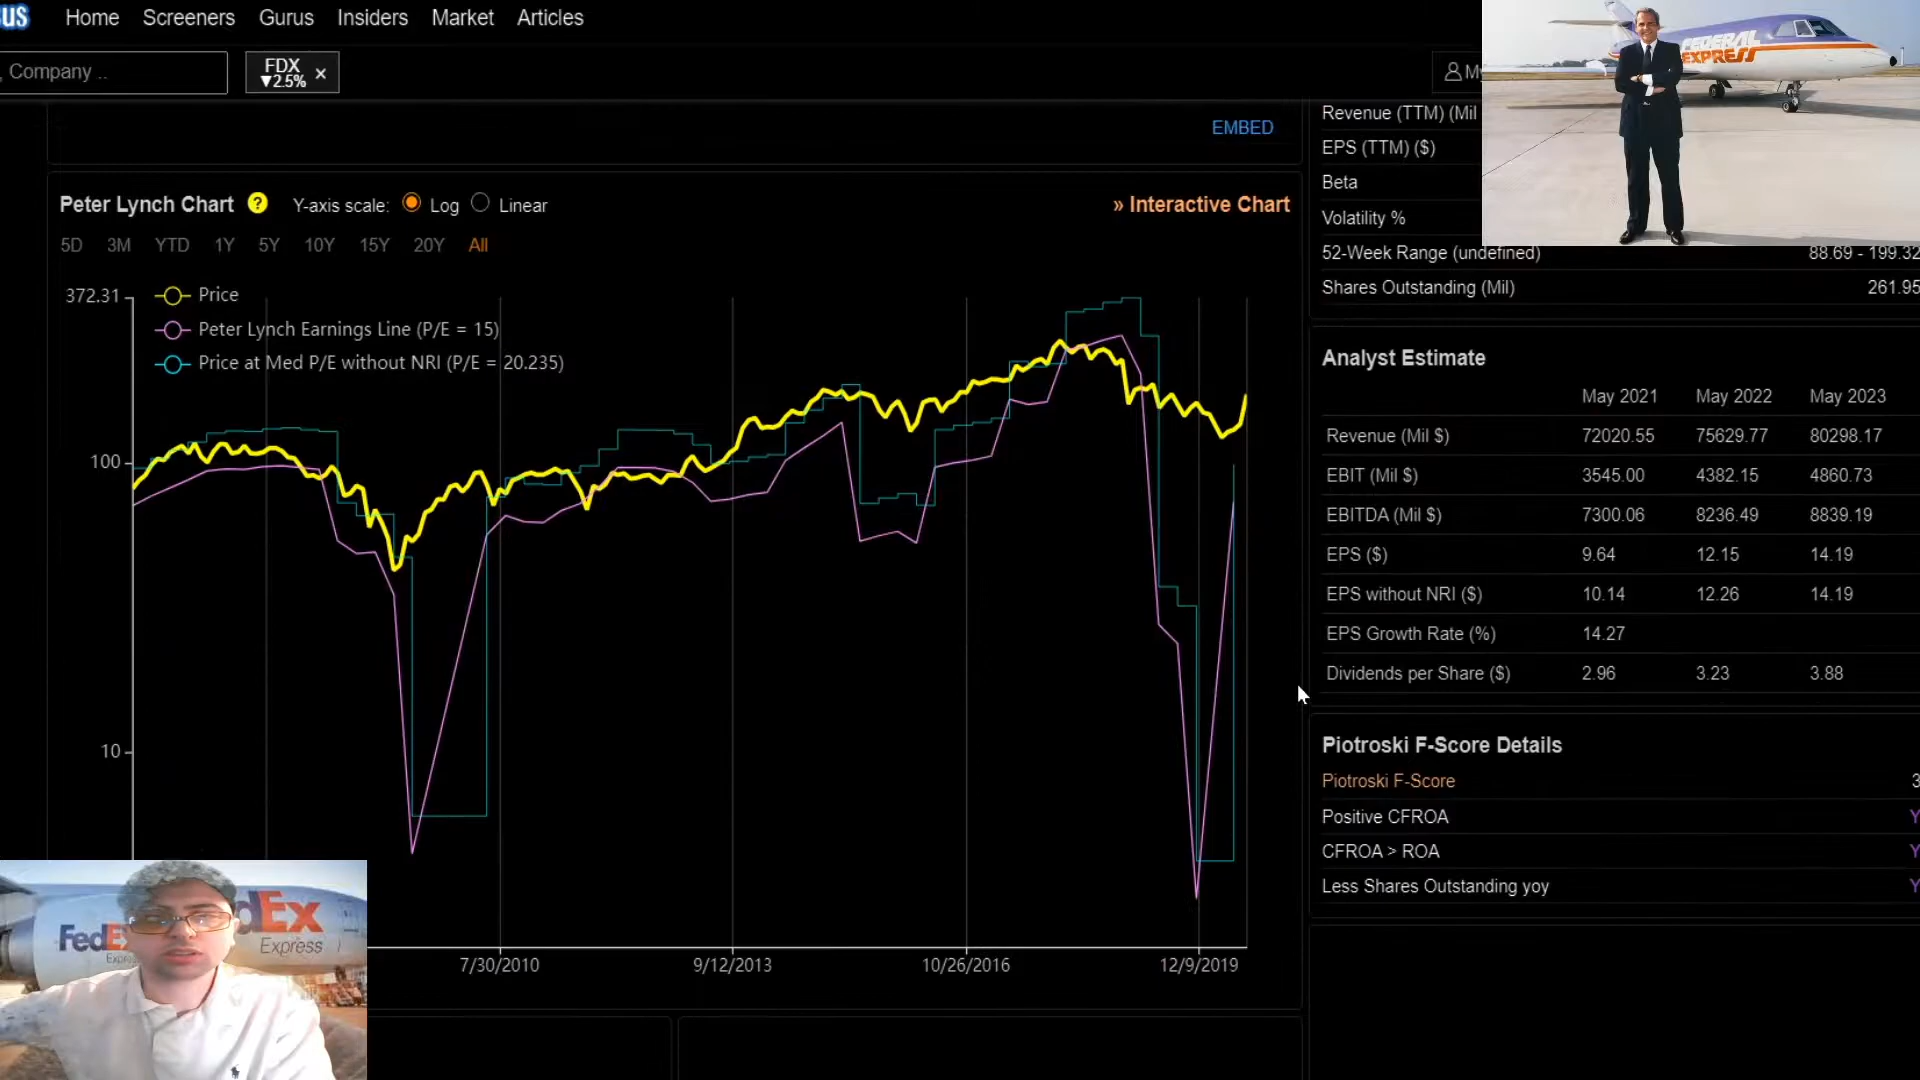 US
Home Screeners Gurus Insiders Market Articles
, Company ..
FDX
▼2.5% ×
EMBED
Peter Lynch Chart ? Y-axis scale: Log Linear
» Interactive Chart
5D 3M YTD 1Y 5Y 10Y 15Y 20Y All
372.31
100
10
Price
Peter Lynch Earnings Line (P/E = 15)
Price at Med P/E without NRI (P/E = 20.235)
7/30/2010 9/12/2013 10/26/2016 12/9/2019
FEDERAL
EXPRESS
Revenue (TTM) (Mil
EPS (TTM) ($)
Beta
Volatility %
52-Week Range (undefined) 88.69 - 199.32
Shares Outstanding (Mil) 261.95
Analyst Estimate
May 2021 May 2022 May 2023
Revenue (Mil $) 72020.55 75629.77 80298.17
EBIT (Mil $) 3545.00 4382.15 4860.73
EBITDA (Mil $) 7300.06 8236.49 8839.19
EPS ($) 9.64 12.15 14.19
EPS without NRI ($) 10.14 12.26 14.19
EPS Growth Rate (%) 14.27
Dividends per Share ($) 2.96 3.23 3.88
Piotroski F-Score Details
Piotroski F-Score 3
Positive CFROA Y
CFROA > ROA Y
Less Shares Outstanding yoy Y
FedEx
Express